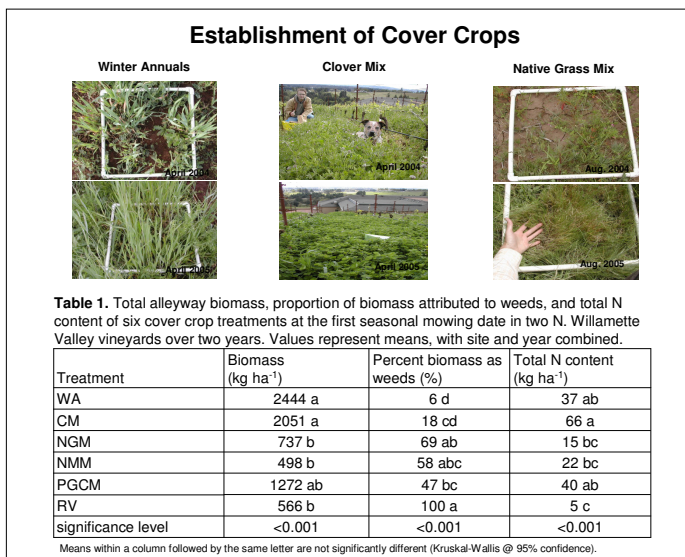 Establishment of Cover Crops
Winter Annuals
Clover Mix
Native Grass Mix
April 2004
April 2004
Aug. 2004
April 2005
April 2005
Aug. 2005
Table 1. Total alleyway biomass, proportion of biomass attributed to weeds, and total N
content of six cover crop treatments at the first seasonal mowing date in two N. Willamette
Valley vineyards over two years. Values represent means, with site and year combined.
Treatment Biomass (kg ha⁻¹) Percent biomass as weeds (%) Total N content (kg ha⁻¹)
WA 2444 a 6 d 37 ab
CM 2051 a 18 cd 66 a
NGM 737 b 69 ab 15 bc
NMM 498 b 58 abc 22 bc
PGCM 1272 ab 47 bc 40 ab
RV 566 b 100 a 5 c
significance level <0.001 <0.001 <0.001
Means within a column followed by the same letter are not significantly different (Kruskal-Wallis @ 95% confidence).